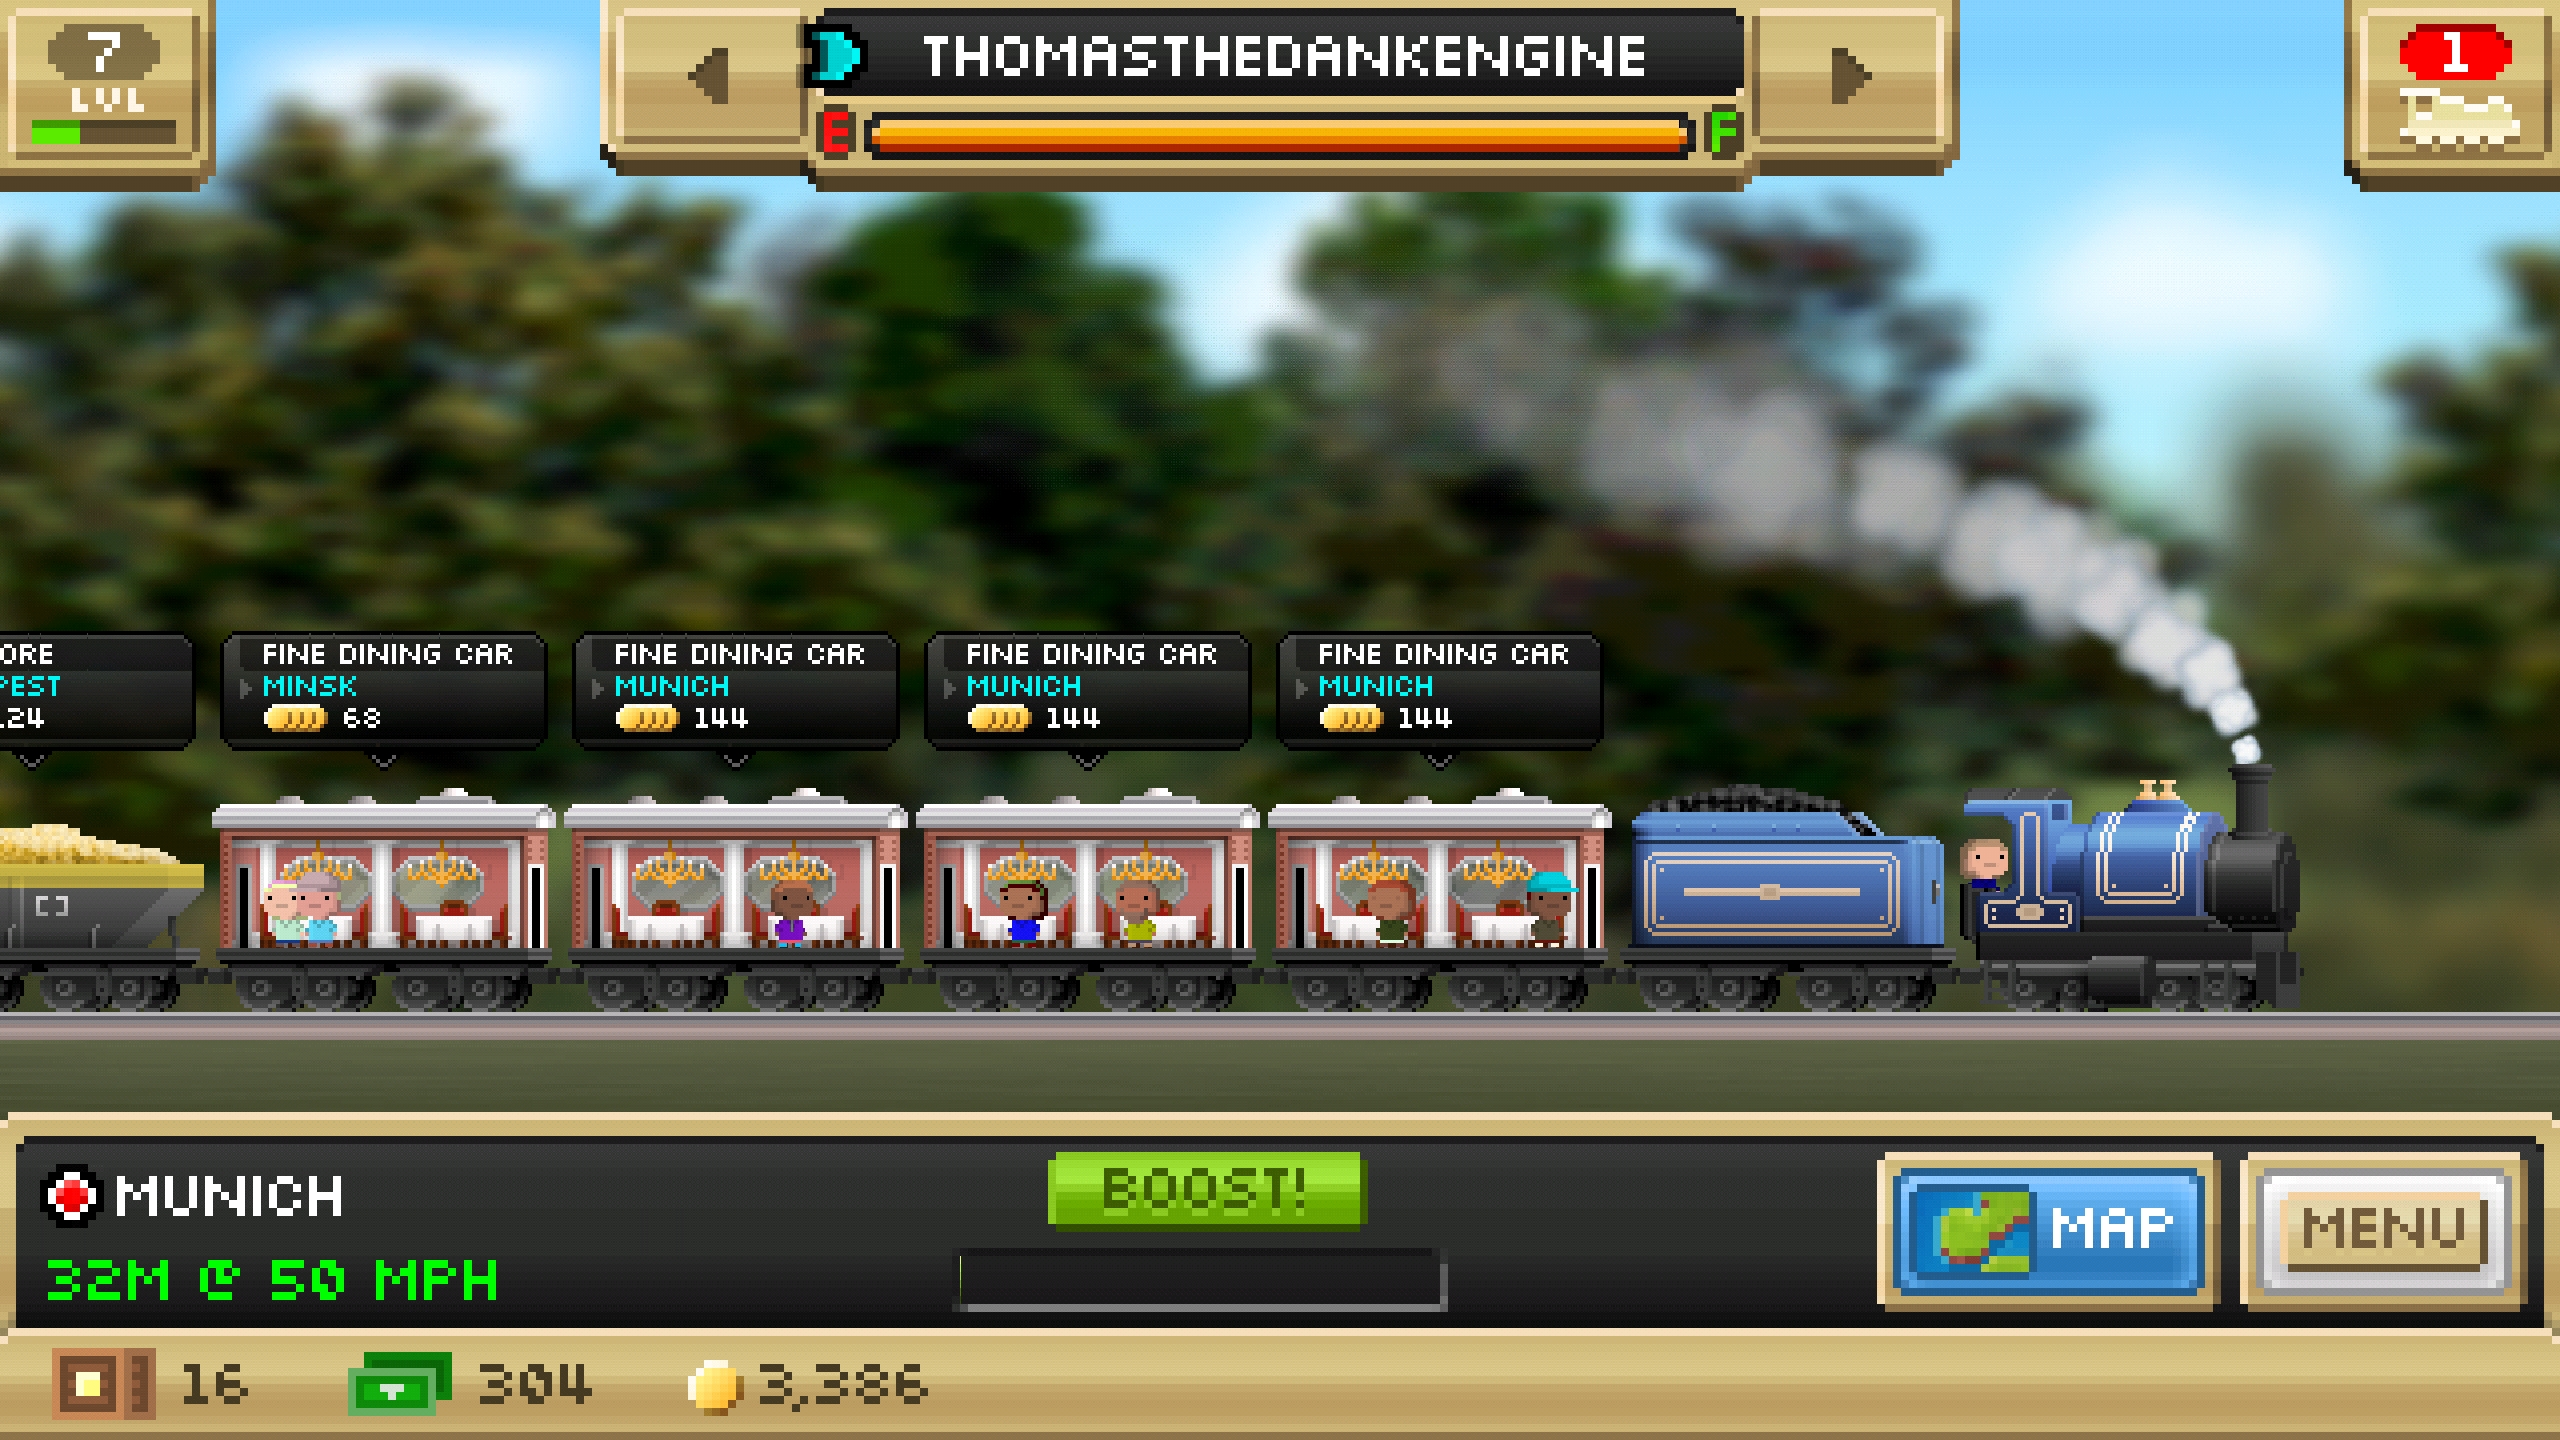 7
LVL
THOMASTHEDANKENGINE
E
F
1
ORE
PEST
124
FINE DINING CAR
MINSK
68
FINE DINING CAR
MUNICH
144
FINE DINING CAR
MUNICH
144
FINE DINING CAR
MUNICH
144
MUNICH
32M @ 50 MPH
BOOST!
MAP
MENU
16
304
3,386